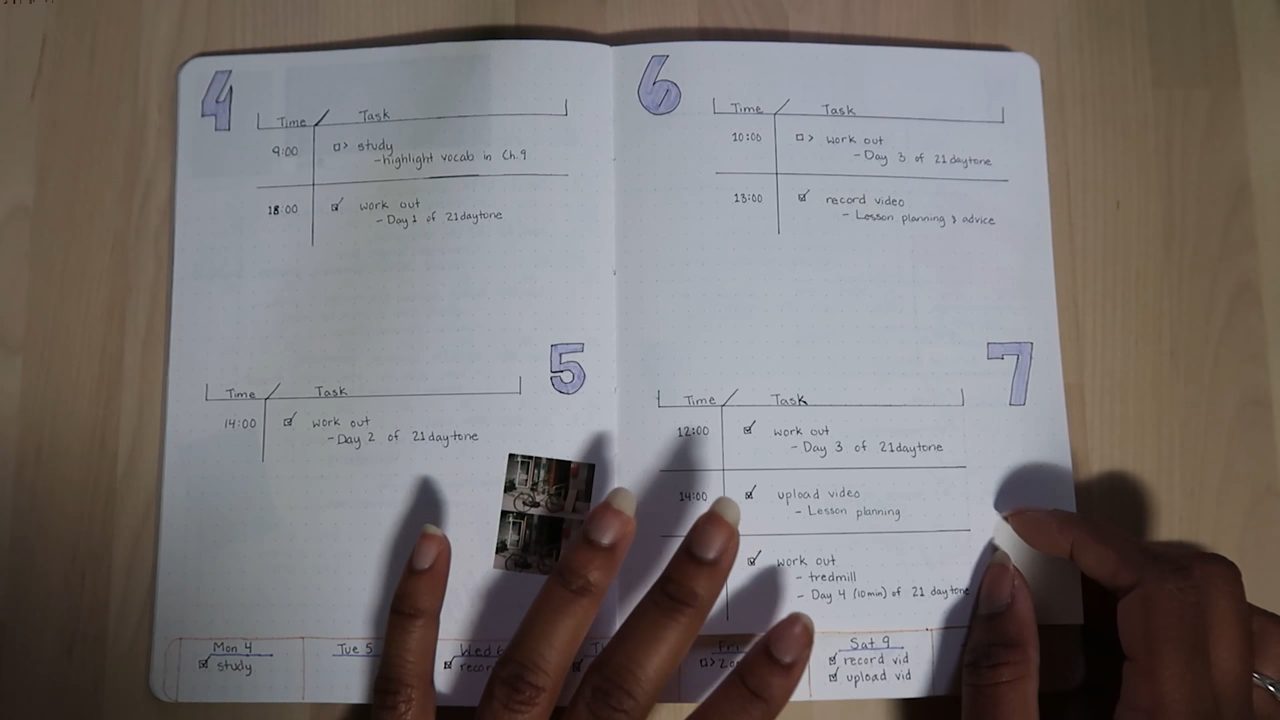 4
Time / Task
9:00 > study
-highlight vocab in Ch.9
18:00 work out
- Day 1 of 21daytone
5
Time / Task
14:00 work out
- Day 2 of 21daytone
6
Time / Task
10:00 > work out
- Day 3 of 21daytone
13:00 record video
- Lesson planning & advice
7
Time / Task
12:00 work out
- Day 3 of 21daytone
14:00 upload video
- Lesson planning
work out
- tredmill
- Day 4 (10min) of 21 daytone
Mon 4
study
Tue 5
Wed 6
Sat 9
record vid
upload vid